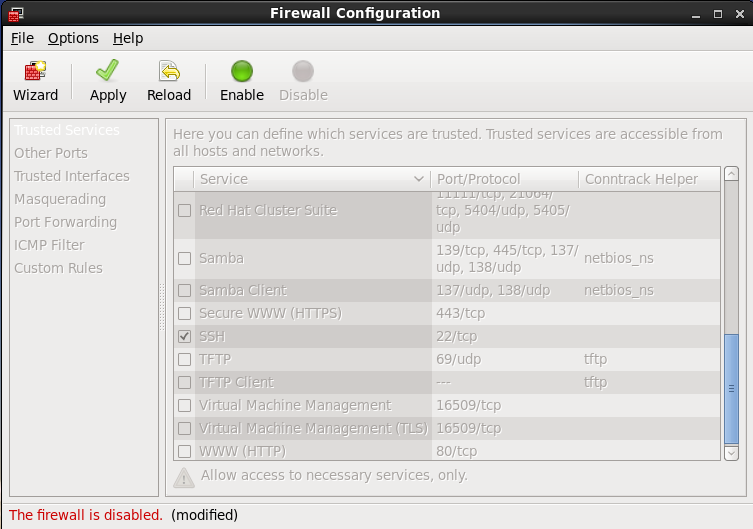 Firewall Configuration
File Options Help
Wizard Apply Reload Enable Disable
Trusted Services
Other Ports
Trusted Interfaces
Masquerading
Port Forwarding
ICMP Filter
Custom Rules
Here you can define which services are trusted. Trusted services are accessible from
all hosts and networks.
Service Port/Protocol Conntrack Helper
11111/tcp, 21064/
Red Hat Cluster Suite tcp, 5404/udp, 5405/
udp
139/tcp, 445/tcp, 137/
Samba udp, 138/udp netbios_ns
Samba Client 137/udp, 138/udp netbios_ns
Secure WWW (HTTPS) 443/tcp
SSH 22/tcp
TFTP 69/udp tftp
TFTP Client --- tftp
Virtual Machine Management 16509/tcp
Virtual Machine Management (TLS) 16509/tcp
WWW (HTTP) 80/tcp
Allow access to necessary services, only.
The firewall is disabled. (modified)